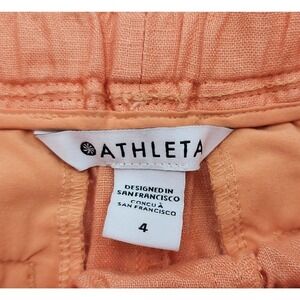 ATHLETA
DESIGNED IN
SAN FRANCISCO
CONÇU À
SAN FRANCISCO
4